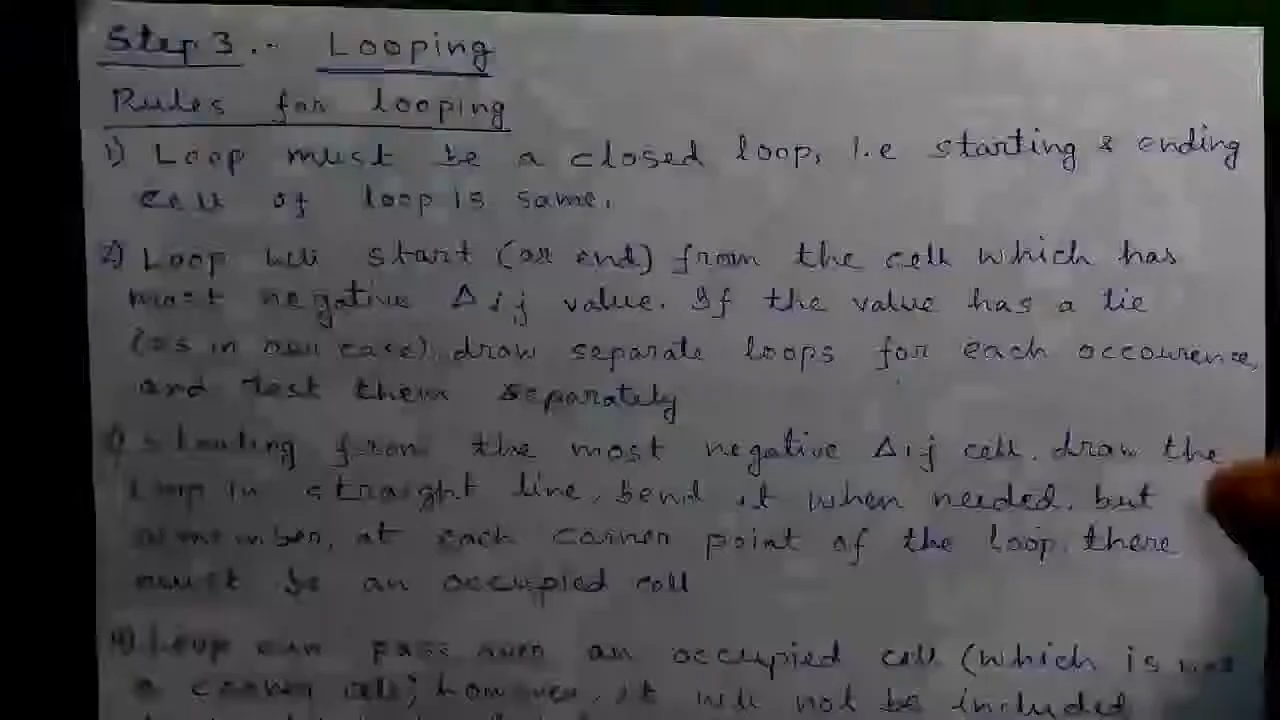 Step 3.- Looping
Rules for looping
1) Loop must be a closed loop, i.e starting & ending
cell of loop is same.
2) Loop will start (or end) from the cell which has
most negative Δij value. If the value has a tie
(as in our case), draw separate loops for each occourence,
and test them separately
starting from the most negative Δij cell, draw the
loop in straight line, bend it when needed, but
remember, at each corner point of the loop, there
must be an occupied cell
4) Loop can pass over an occupied cell (which is not
a corner cell) however, it will not be included